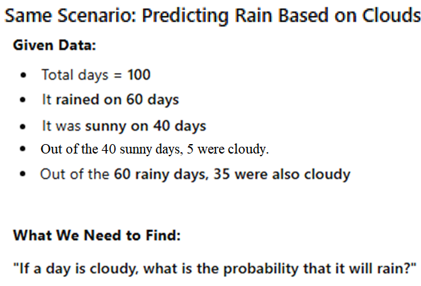 Same Scenario: Predicting Rain Based on Clouds
Given Data:
• Total days = 100
• It rained on 60 days
• It was sunny on 40 days
• Out of the 40 sunny days, 5 were cloudy.
• Out of the 60 rainy days, 35 were also cloudy
What We Need to Find:
"If a day is cloudy, what is the probability that it will rain?"